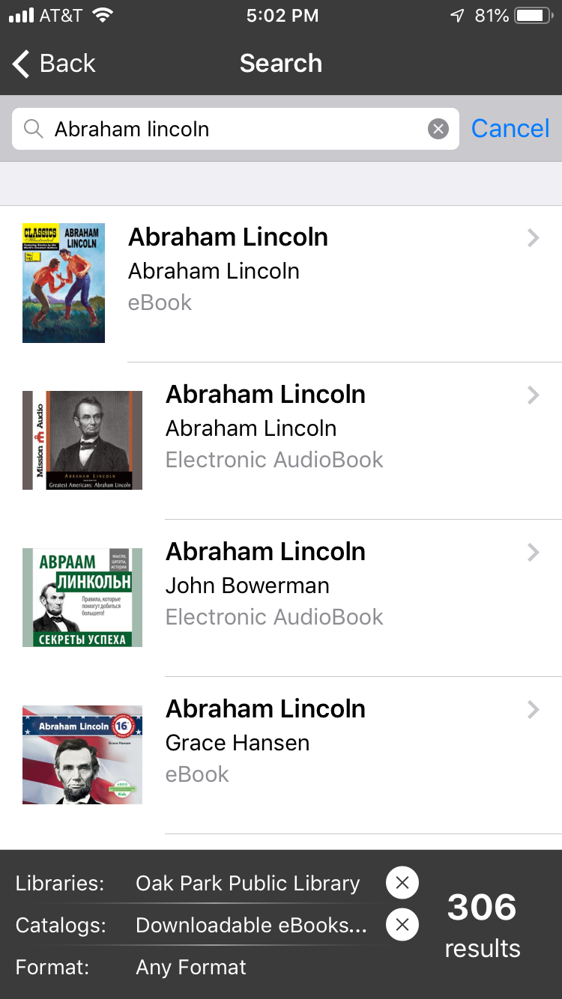 AT&T
5:02 PM
81%
Back
Search
Abraham lincoln
Cancel
CLASSICS
Illustrated
ABRAHAM
LINCOLN
Abraham Lincoln
Abraham Lincoln
eBook
Mission Audio
ABRAHAM LINCOLN
Greatest Americans: Abraham Lincoln
Abraham Lincoln
Abraham Lincoln
Electronic AudioBook
АВРААМ
ЛИНКОЛЬН
мысли,
цитаты,
истории
Правила, которые
помогут добиться
большего!
СЕКРЕТЫ УСПЕХА
Abraham Lincoln
John Bowerman
Electronic AudioBook
Abraham Lincoln
16
Grace Hansen
ABDO
Kids
Abraham Lincoln
Grace Hansen
eBook
Libraries: Oak Park Public Library
Catalogs: Downloadable eBooks...
Format: Any Format
306
results